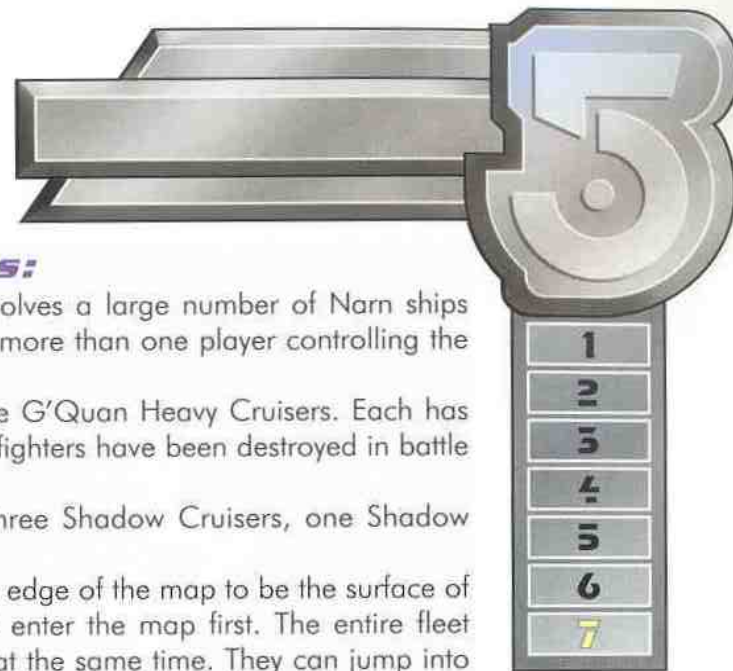 5
s:
olves a large number of Narn ships
more than one player controlling the
e G'Quan Heavy Cruisers. Each has
fighters have been destroyed in battle
hree Shadow Cruisers, one Shadow
edge of the map to be the surface of
enter the map first. The entire fleet
at the same time. They can jump into
1
2
3
4
5
6
7